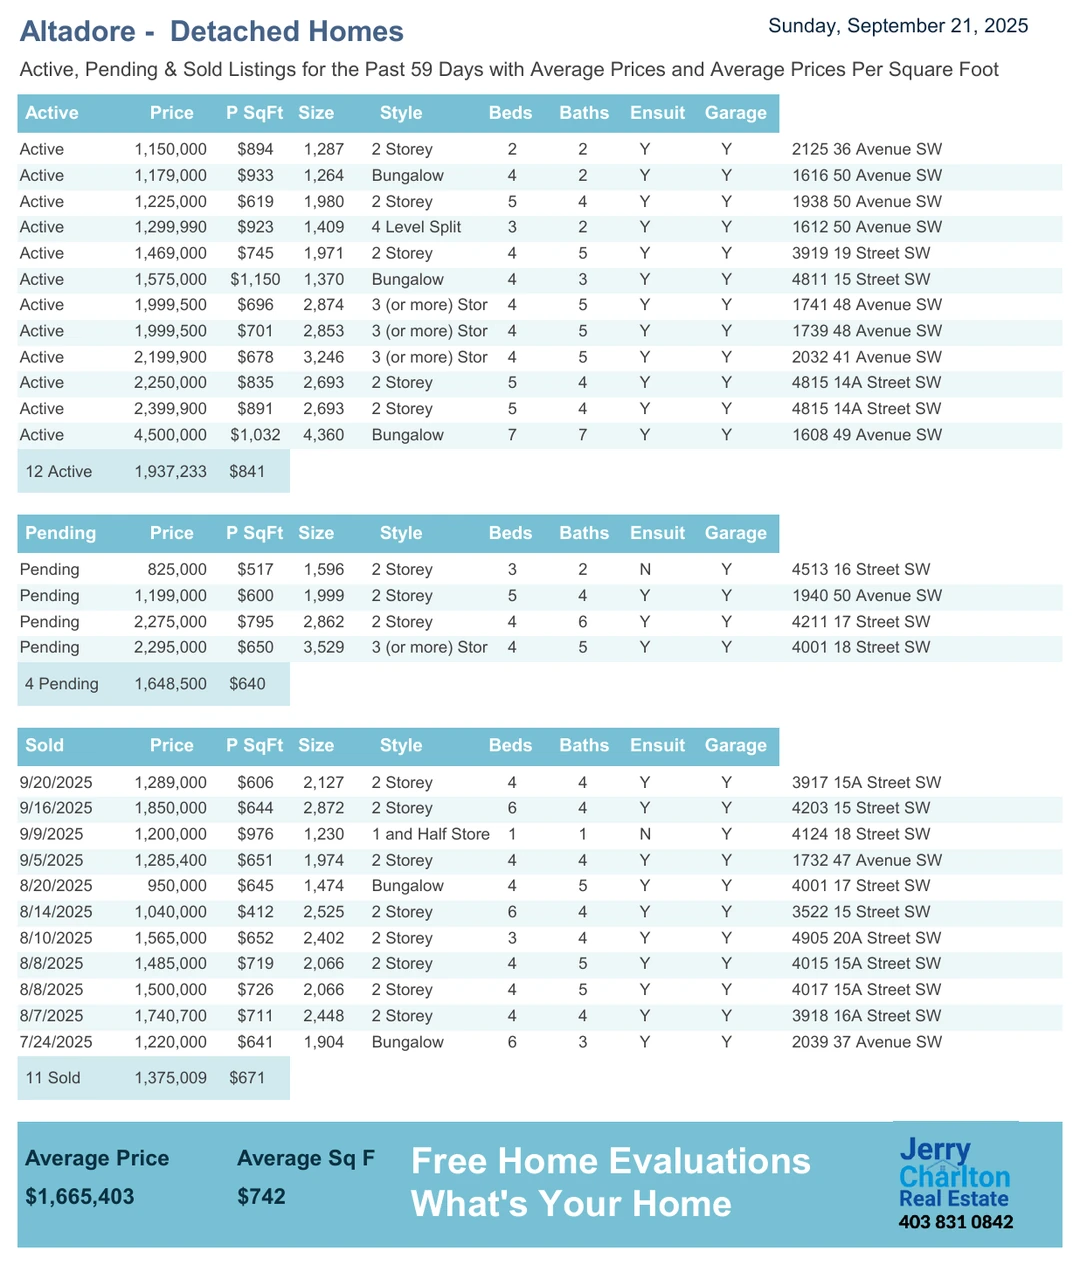 Altadore - Detached Homes
Sunday, September 21, 2025
Active, Pending & Sold Listings for the Past 59 Days with Average Prices and Average Prices Per Square Foot
Active Price P SqFt Size Style Beds Baths Ensuit Garage
Active 1,150,000 $894 1,287 2 Storey 2 2 Y Y 2125 36 Avenue SW
Active 1,179,000 $933 1,264 Bungalow 4 2 Y Y 1616 50 Avenue SW
Active 1,225,000 $619 1,980 2 Storey 5 4 Y Y 1938 50 Avenue SW
Active 1,299,990 $923 1,409 4 Level Split 3 2 Y Y 1612 50 Avenue SW
Active 1,469,000 $745 1,971 2 Storey 4 5 Y Y 3919 19 Street SW
Active 1,575,000 $1,150 1,370 Bungalow 4 3 Y Y 4811 15 Street SW
Active 1,999,500 $696 2,874 3 (or more) Stor 4 5 Y Y 1741 48 Avenue SW
Active 1,999,500 $701 2,853 3 (or more) Stor 4 5 Y Y 1739 48 Avenue SW
Active 2,199,900 $678 3,246 3 (or more) Stor 4 5 Y Y 2032 41 Avenue SW
Active 2,250,000 $835 2,693 2 Storey 5 4 Y Y 4815 14A Street SW
Active 2,399,900 $891 2,693 2 Storey 5 4 Y Y 4815 14A Street SW
Active 4,500,000 $1,032 4,360 Bungalow 7 7 Y Y 1608 49 Avenue SW
12 Active 1,937,233 $841
Pending Price P SqFt Size Style Beds Baths Ensuit Garage
Pending 825,000 $517 1,596 2 Storey 3 2 N Y 4513 16 Street SW
Pending 1,199,000 $600 1,999 2 Storey 5 4 Y Y 1940 50 Avenue SW
Pending 2,275,000 $795 2,862 2 Storey 4 6 Y Y 4211 17 Street SW
Pending 2,295,000 $650 3,529 3 (or more) Stor 4 5 Y Y 4001 18 Street SW
4 Pending 1,648,500 $640
Sold Price P SqFt Size Style Beds Baths Ensuit Garage
9/20/2025 1,289,000 $606 2,127 2 Storey 4 4 Y Y 3917 15A Street SW
9/16/2025 1,850,000 $644 2,872 2 Storey 6 4 Y Y 4203 15 Street SW
9/9/2025 1,200,000 $976 1,230 1 and Half Store 1 1 N Y 4124 18 Street SW
9/5/2025 1,285,400 $651 1,974 2 Storey 4 4 Y Y 1732 47 Avenue SW
8/20/2025 950,000 $645 1,474 Bungalow 4 5 Y Y 4001 17 Street SW
8/14/2025 1,040,000 $412 2,525 2 Storey 6 4 Y Y 3522 15 Street SW
8/10/2025 1,565,000 $652 2,402 2 Storey 3 4 Y Y 4905 20A Street SW
8/8/2025 1,485,000 $719 2,066 2 Storey 4 5 Y Y 4015 15A Street SW
8/8/2025 1,500,000 $726 2,066 2 Storey 4 5 Y Y 4017 15A Street SW
8/7/2025 1,740,700 $711 2,448 2 Storey 4 4 Y Y 3918 16A Street SW
7/24/2025 1,220,000 $641 1,904 Bungalow 6 3 Y Y 2039 37 Avenue SW
11 Sold 1,375,009 $671
Average Price Average Sq F
$1,665,403 $742
Free Home Evaluations
What's Your Home
Jerry
Charlton
Real Estate
403 831 0842